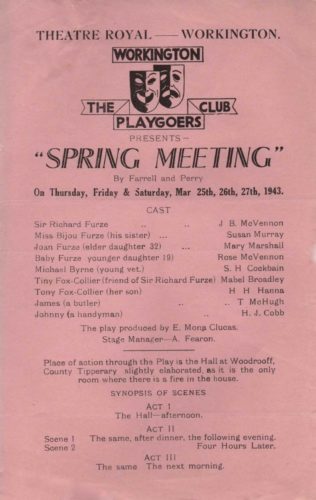 THEATRE ROYAL — WORKINGTON.
WORKINGTON
THE CLUB
PLAYGOERS
PRESENTS—
"SPRING MEETING"
By Farrell and Perry
On Thursday, Friday & Saturday, Mar 25th, 26th, 27th, 1943.
CAST
Sir Richard Furze .. .. J B. McVennon
Miss Bijou Furze (his sister) ... Susan Murray
Joan Furze (elder daughter 32) ... Mary Marshall
Baby Furze younger daughter 19) Rose McVennon
Michael Byrne (young vet.) S. H Cockbain
Tiny Fox-Collier (friend of Sir Richard Furze) Mabel Broadley
Tony Fox-Collier (her son) H H. Hanna
James (a butler) .. .. T McHugh
Johnny (a handyman) H. J. Cobb
The play produced by E. Mona Clucas.
Stage Manager—A. Fearon.
Place of action through the Play is the Hall at Woodrooff,
County Tipperary slightly elaborated, as it is the only
room where there is a fire in the house.
SYNOPSIS OF SCENES
ACT I
The Hall—afternoon.
ACT II
Scene 1 The same, after dinner, the following evening.
Scene 2 Four Hours Later.
ACT III
The same The next morning.